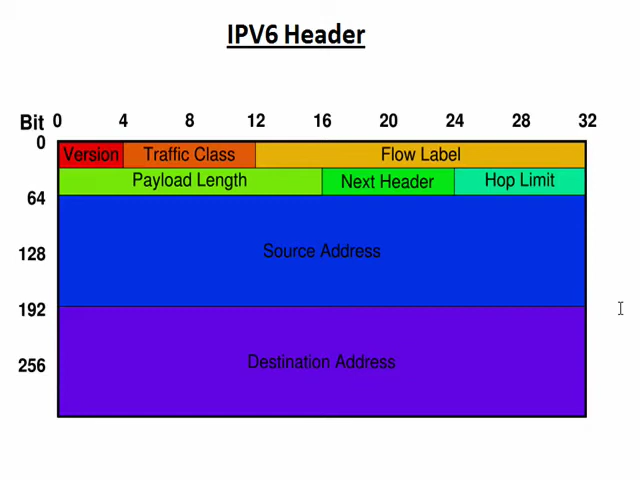 IPV6 Header
Bit 0 4 8 12 16 20 24 28 32
0 Version Traffic Class Flow Label
Payload Length Next Header Hop Limit
64
Source Address
128
192
Destination Address
256